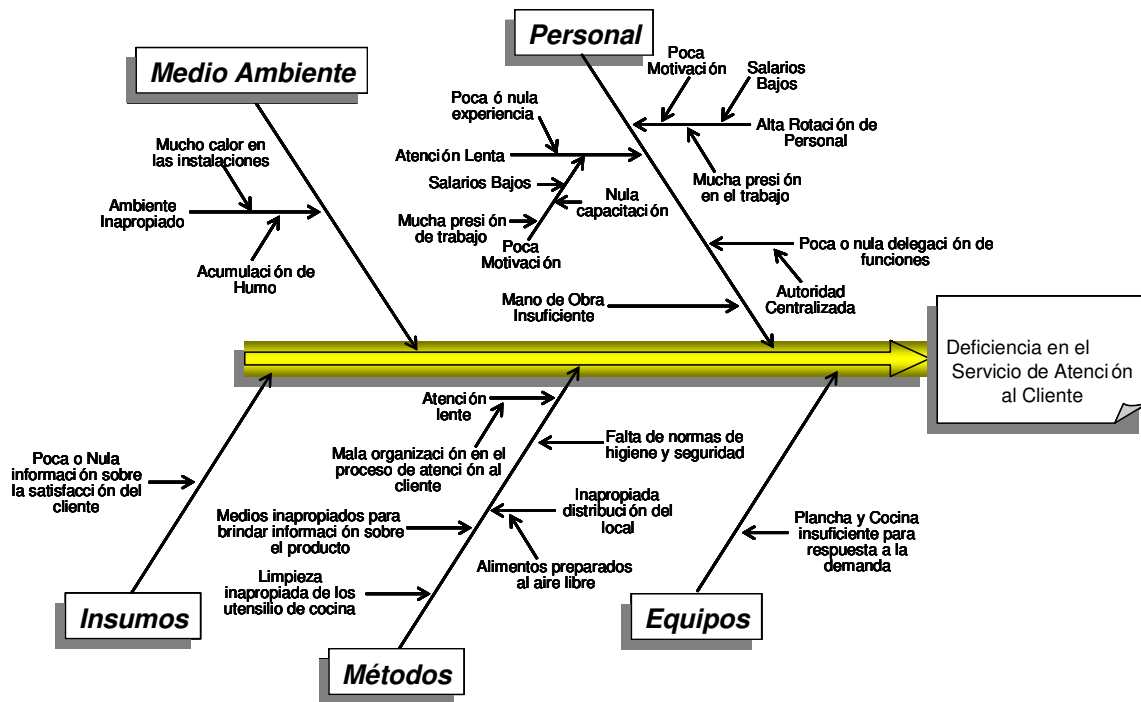 Personal
Medio Ambiente
Poca
Motivación
Salarios
Bajos
Poca ó nula
experiencia
Alta Rotación de
Personal
Mucho calor en
las instalaciones
Atención Lenta
Salarios Bajos
Mucha presión
en el trabajo
Nula
capacitación
Ambiente
Inapropiado
Mucha presión
de trabajo
Poca
Motivación
Poca o nula delegación de
funciones
Acumulación de
Humo
Autoridad
Centralizada
Mano de Obra
Insuficiente
Deficiencia en el
Servicio de Atención
al Cliente
Atención
lente
Falta de normas de
higiene y seguridad
Mala organización en el
proceso de atención al
cliente
Poca o Nula
información sobre
la satisfacción del
cliente
Inapropiada
distribución del
local
Medios inapropiados para
brindar información sobre
el producto
Plancha y Cocina
insuficiente para
respuesta a la
demanda
Alimentos preparados
al aire libre
Limpieza
inapropiada de los
utensilio de cocina
Insumos
Equipos
Métodos